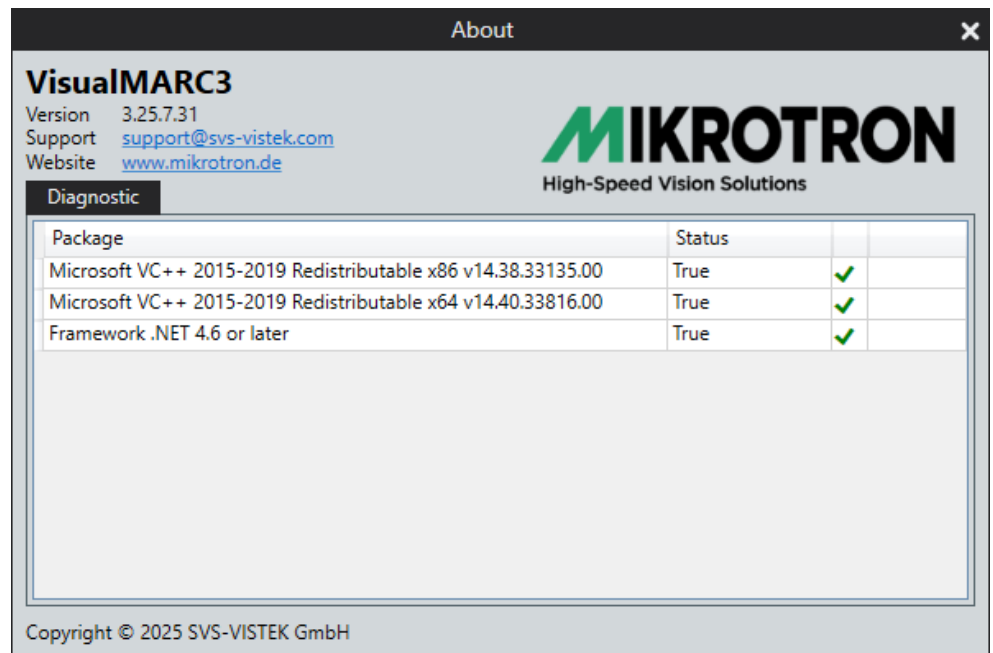 About
VisualMARC3
Version 3.25.7.31
Support support@svs-vistek.com
Website www.mikrotron.de
MIKROTRON
High-Speed Vision Solutions
Diagnostic
Package Status
Microsoft VC++ 2015-2019 Redistributable x86 v14.38.33135.00 True
Microsoft VC++ 2015-2019 Redistributable x64 v14.40.33816.00 True
Framework .NET 4.6 or later True
Copyright © 2025 SVS-VISTEK GmbH